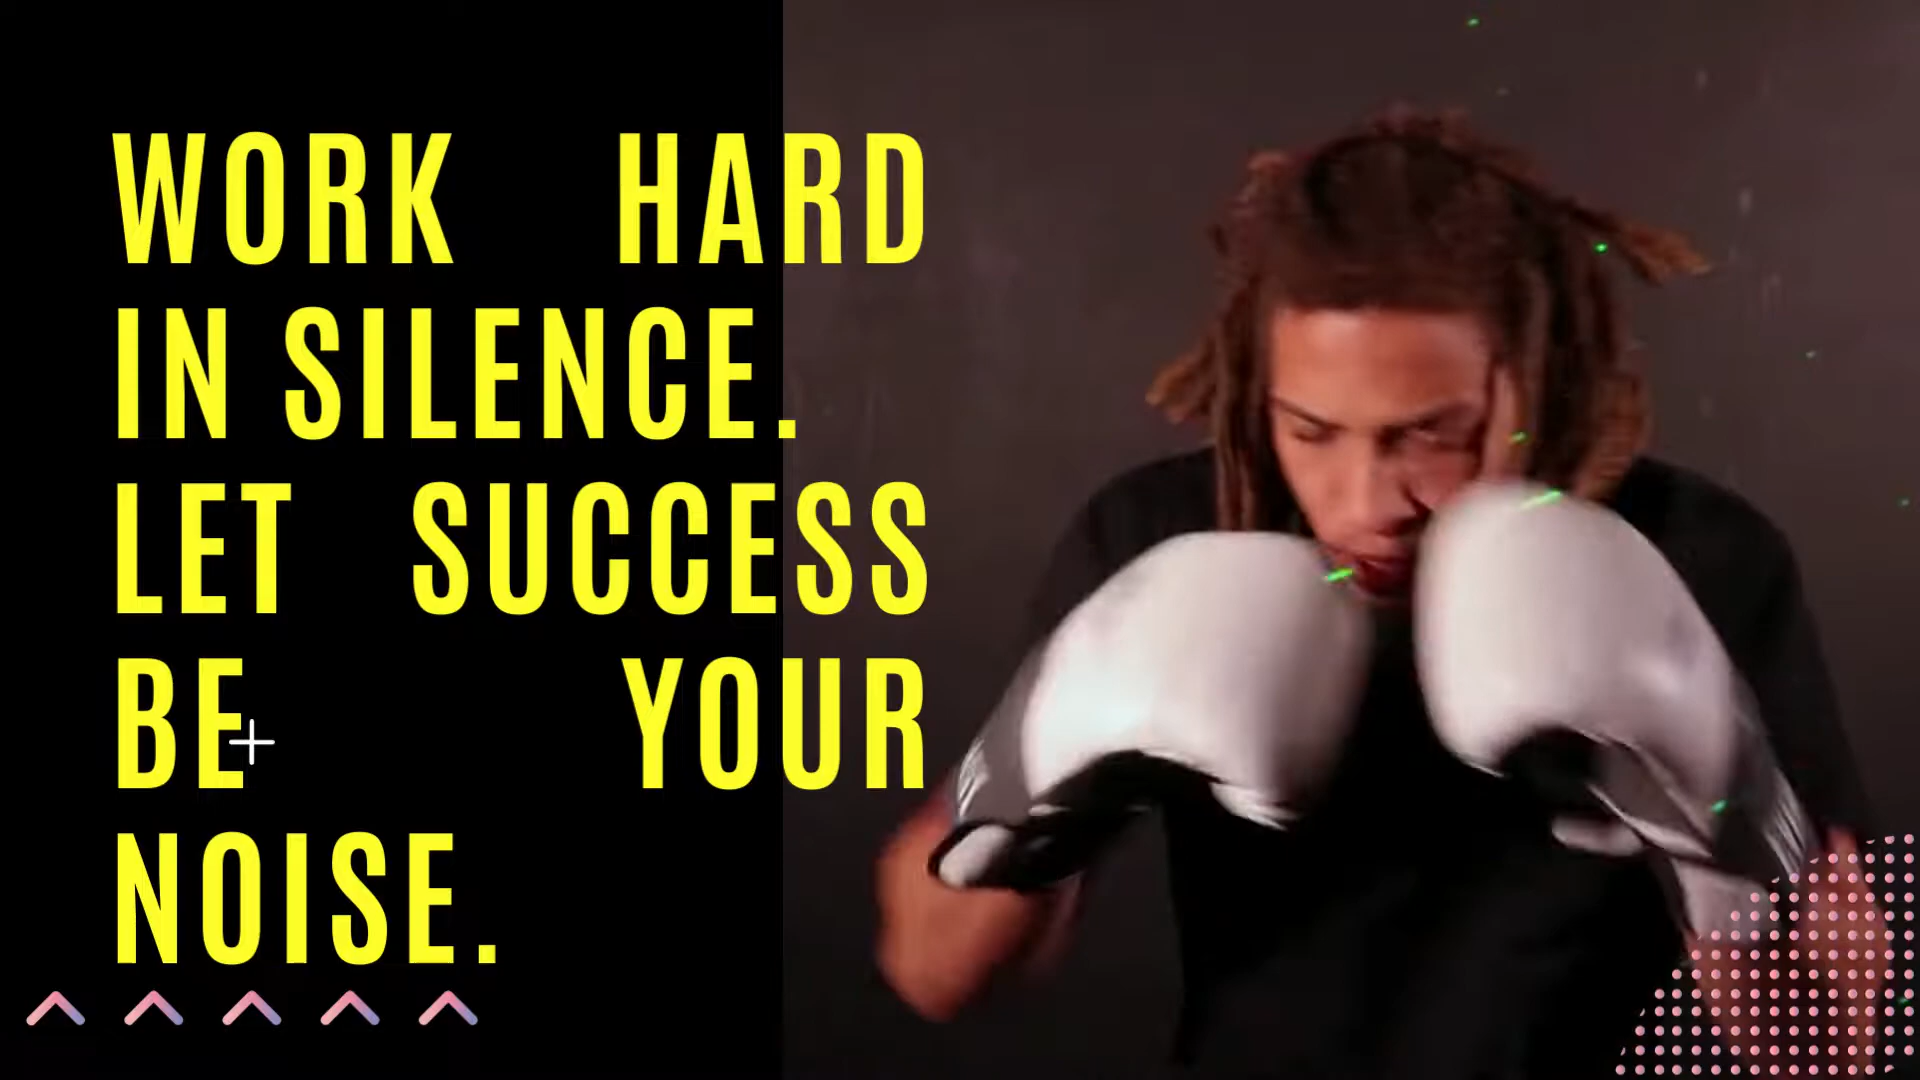 WORK HARD
IN SILENCE.
LET SUCCESS
BE YOUR
NOISE.